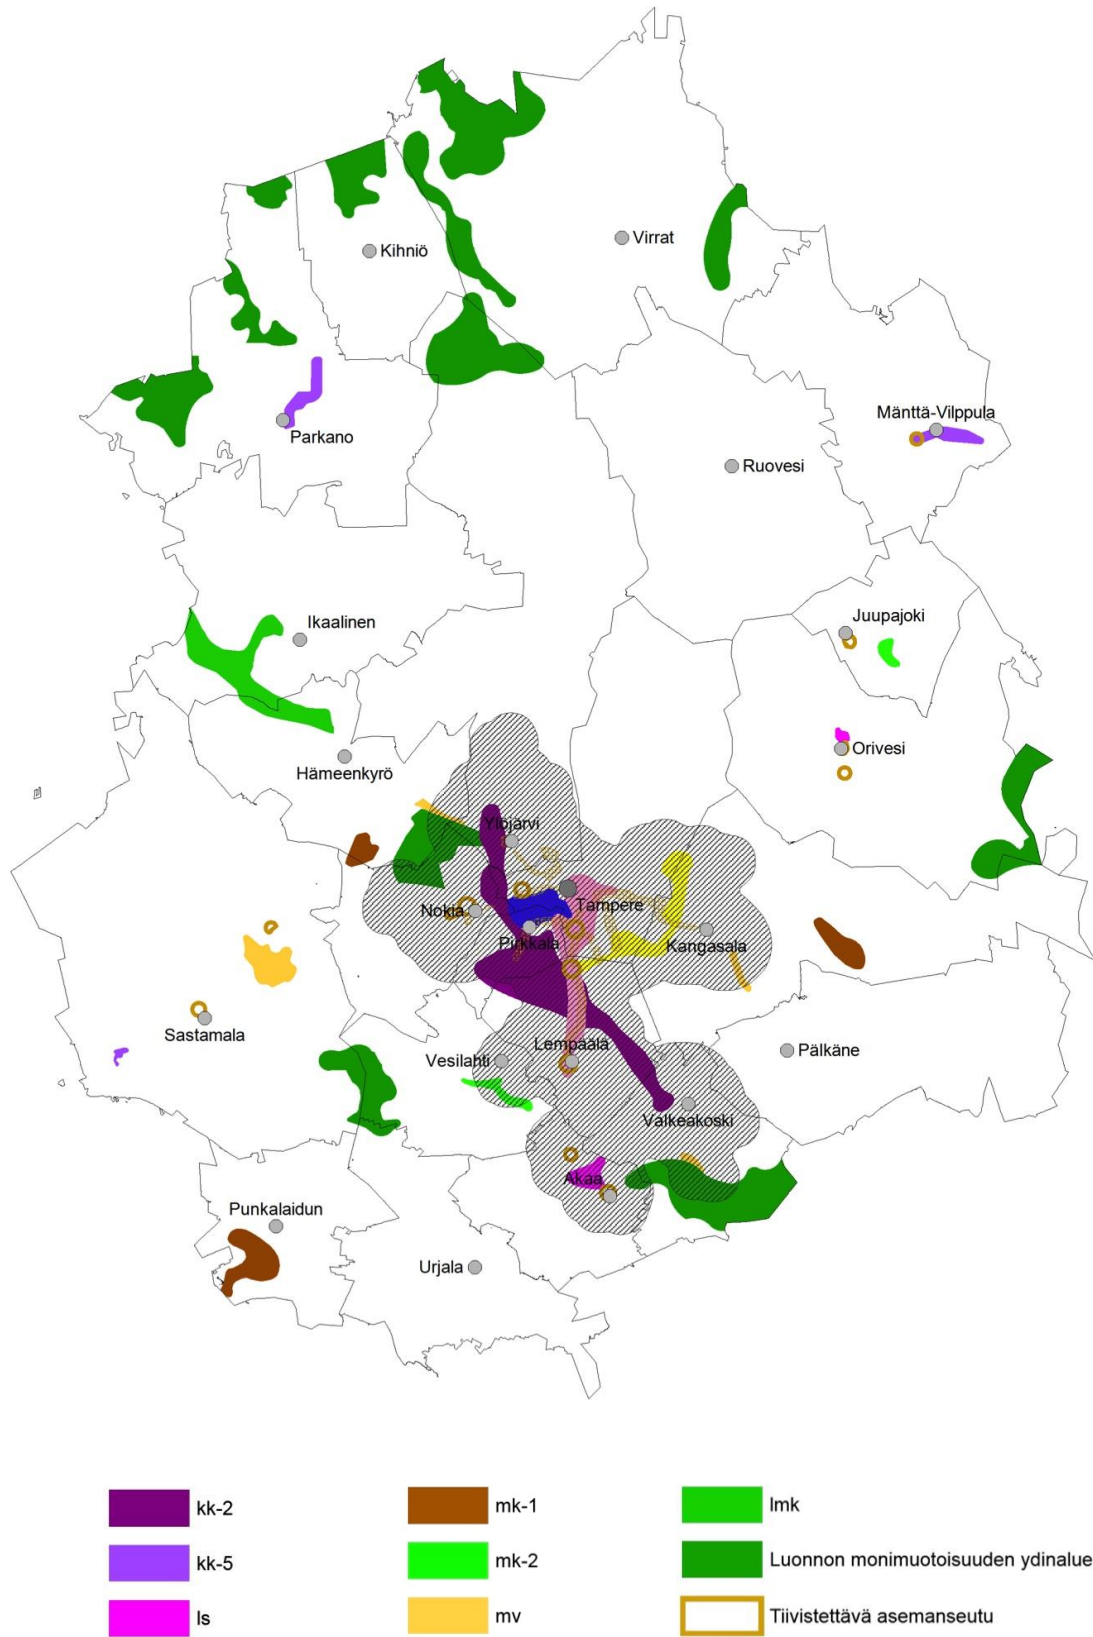 Virrat
Kihniö
Mänttä-Vilppula
Parkano
Ruovesi
Juupajoki
Ikaalinen
Orivesi
Hämeenkyrö
Ylöjärvi
Tampere
Nokia
Pirkkala
Kangasala
Sastamala
Lempäälä
Pälkäne
Vesilahti
Valkeakoski
Akaa
Punkalaidun
Urjala
kk-2
mk-1
lmk
kk-5
mk-2
Luonnon monimuotoisuuden ydinalue
ls
mv
Tiivistettävä asemanseutu